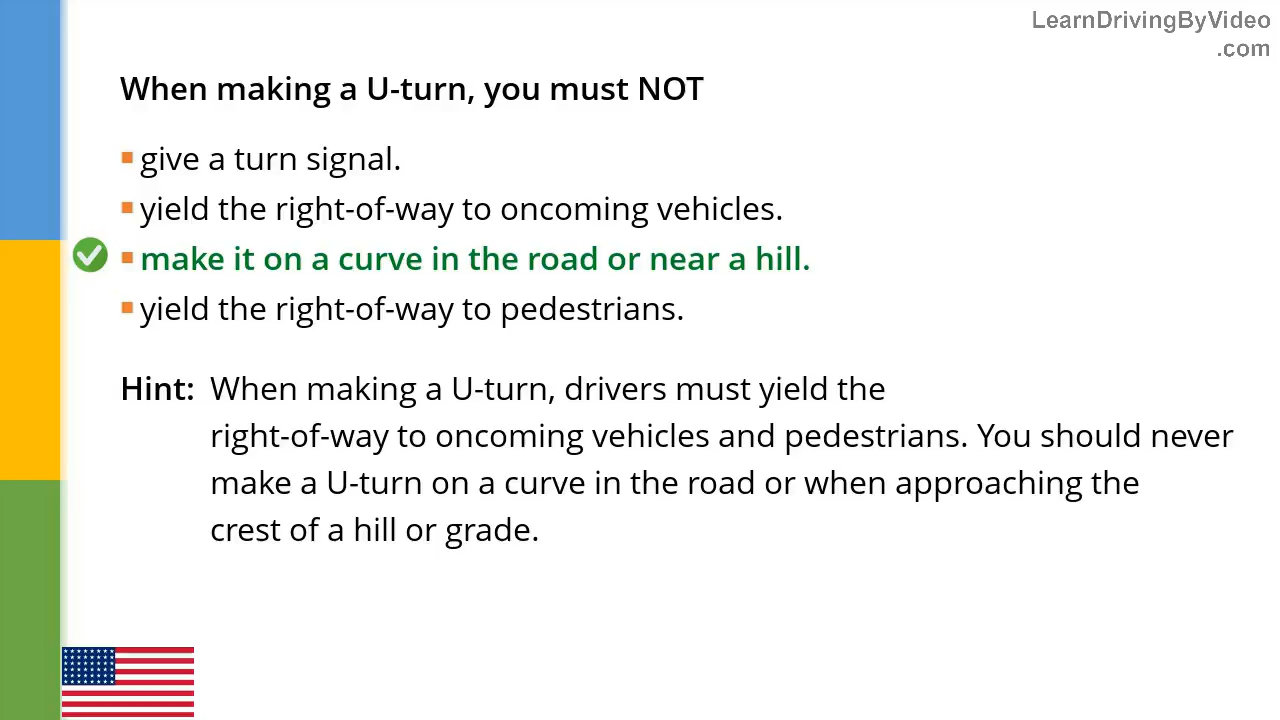 LearnDrivingByVideo
.com
When making a U-turn, you must NOT
give a turn signal.
yield the right-of-way to oncoming vehicles.
make it on a curve in the road or near a hill.
yield the right-of-way to pedestrians.
Hint: When making a U-turn, drivers must yield the
right-of-way to oncoming vehicles and pedestrians. You should never
make a U-turn on a curve in the road or when approaching the
crest of a hill or grade.